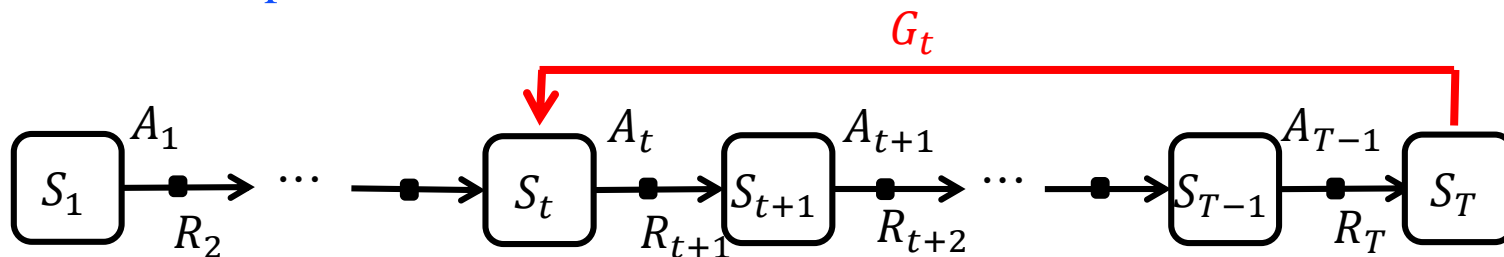 G_t
A_1 A_t A_{t+1} A_{T-1}
S_1 ⋯ S_t S_{t+1} ⋯ S_{T-1} S_T
R_2 R_{t+1} R_{t+2} R_T